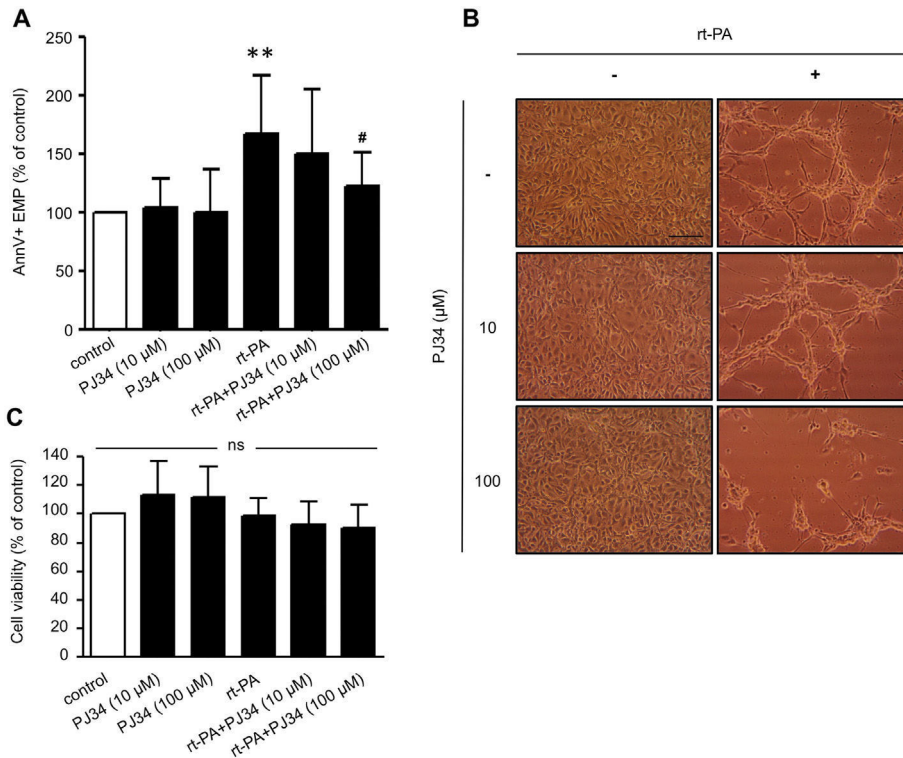 A
AnnV+ EMP (% of control)
250
200
150
100
50
0
**
#
control
PJ34 (10 µM)
PJ34 (100 µM)
rt-PA
rt-PA+PJ34 (10 µM)
rt-PA+PJ34 (100 µM)
B
rt-PA
- +
PJ34 (µM)
-
10
100
C
ns
Cell viability (% of control)
140
120
100
80
60
40
20
0
control
PJ34 (10 µM)
PJ34 (100 µM)
rt-PA
rt-PA+PJ34 (10 µM)
rt-PA+PJ34 (100 µM)